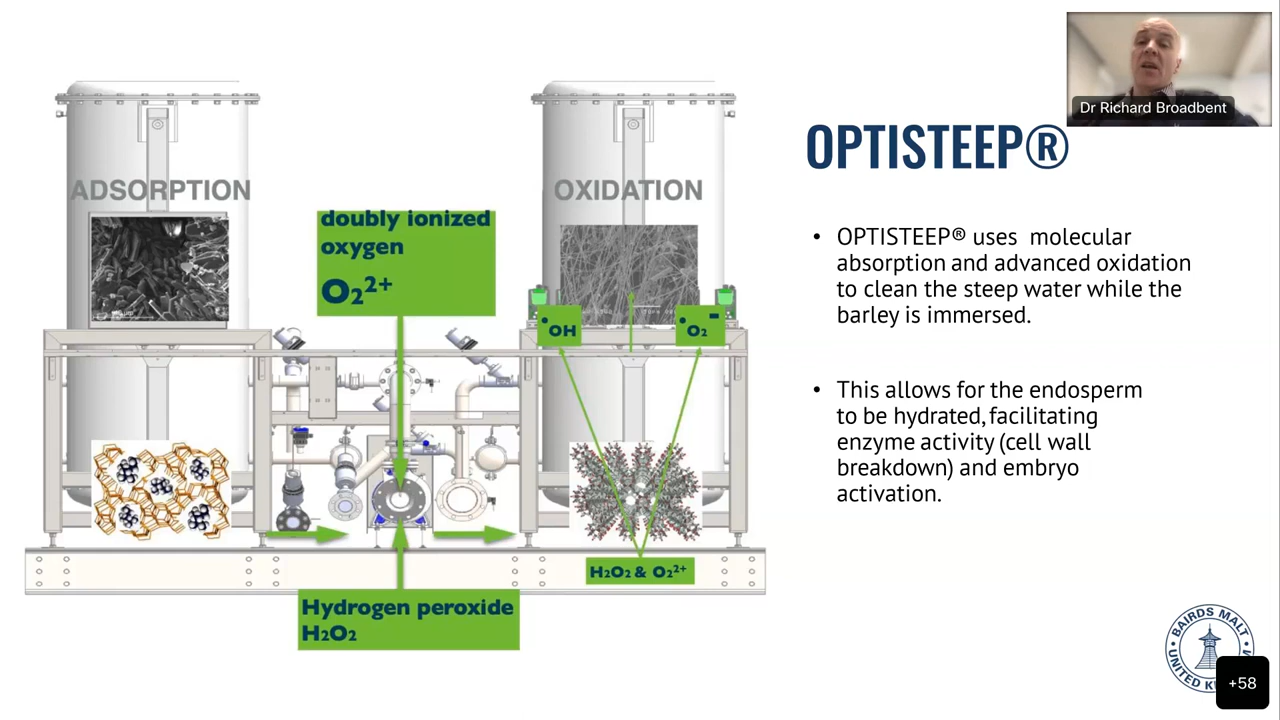 Dr Richard Broadbent
OPTISTEEP®
• OPTISTEEP® uses molecular
absorption and advanced oxidation
to clean the steep water while the
barley is immersed.
• This allows for the endosperm
to be hydrated, facilitating
enzyme activity (cell wall
breakdown) and embryo
activation.
ADSORPTION
OXIDATION
doubly ionized
oxygen
O₂²⁺
•OH
•O₂⁻
H₂O₂ & O₂²⁺
Hydrogen peroxide
H₂O₂
BAIRDS MALT
UNITED K
+58